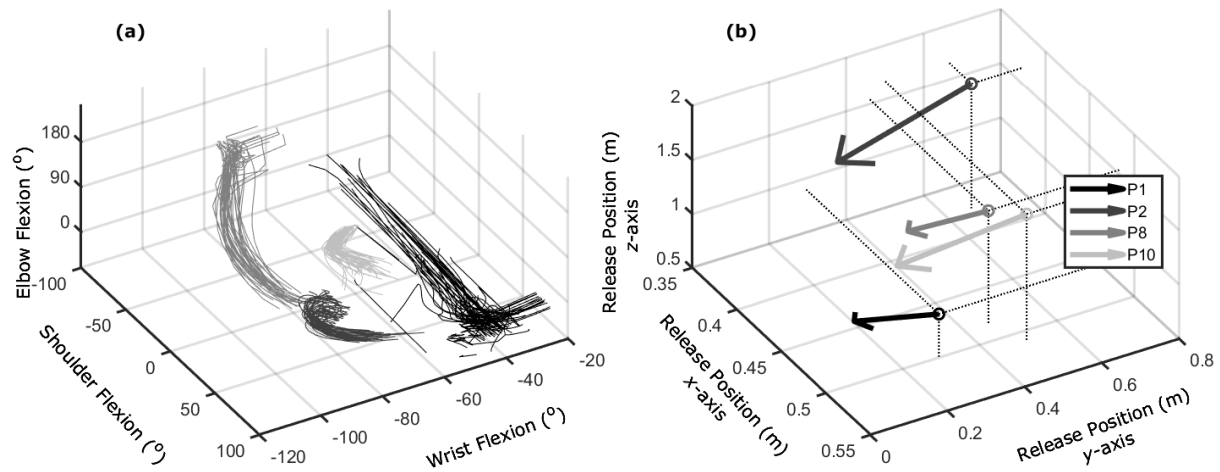 (a)
180
90
0
Elbow Flexion (°)
-100
-50
0
50
100
Shoulder Flexion (°)
-120
-100
-80
-60
-40
-20
Wrist Flexion (°)
(b)
2
1.5
1
0.5
Release Position (m)
z-axis
0.35
0.4
0.45
0.5
0.55
Release Position (m)
x-axis
0
0.2
0.4
0.6
0.8
Release Position (m)
y-axis
P1
P2
P8
P10